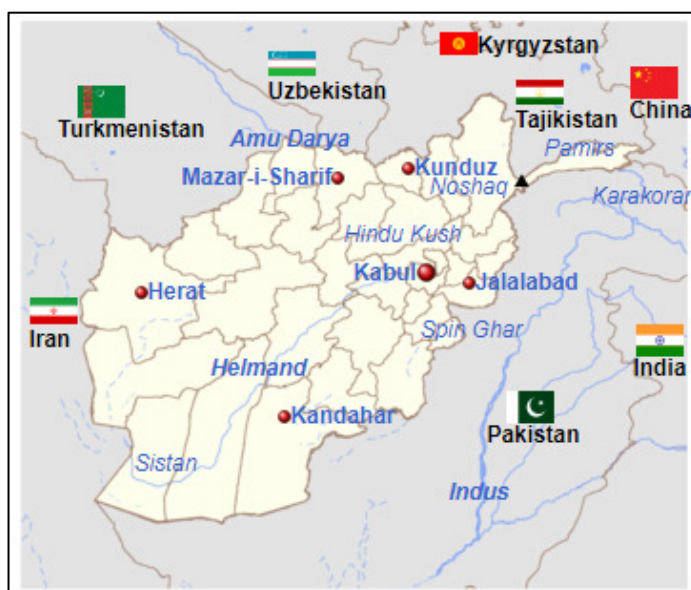 Kyrgyzstan
Uzbekistan
Tajikistan
China
Turkmenistan
Amu Darya
Pamirs
Mazar-i-Sharif
Kunduz
Noshaq
Karakoram
Hindu Kush
Kabul
Jalalabad
Herat
Iran
Spin Ghar
India
Helmand
Kandahar
Pakistan
Sistan
Indus